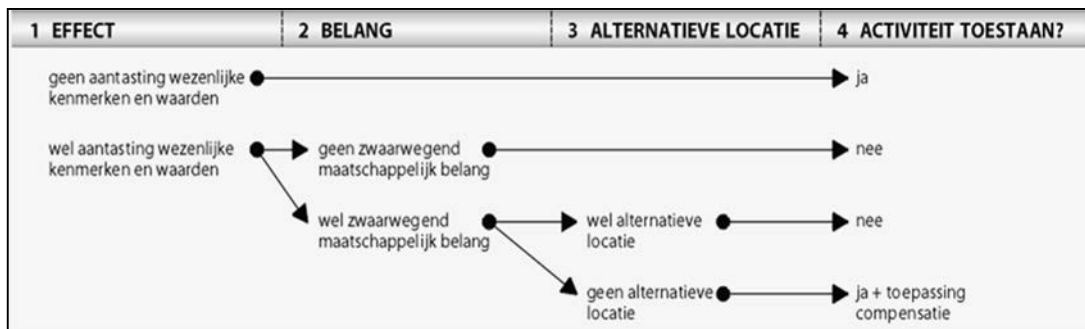 1 EFFECT 2 BELANG 3 ALTERNATIEVE LOCATIE 4 ACTIVITEIT TOESTAAN?
geen aantasting wezenlijke
kenmerken en waarden
ja
wel aantasting wezenlijke
kenmerken en waarden
geen zwaarwegend
maatschappelijk belang
nee
wel zwaarwegend
maatschappelijk belang
wel alternatieve
locatie
nee
geen alternatieve
locatie
ja + toepassing
compensatie